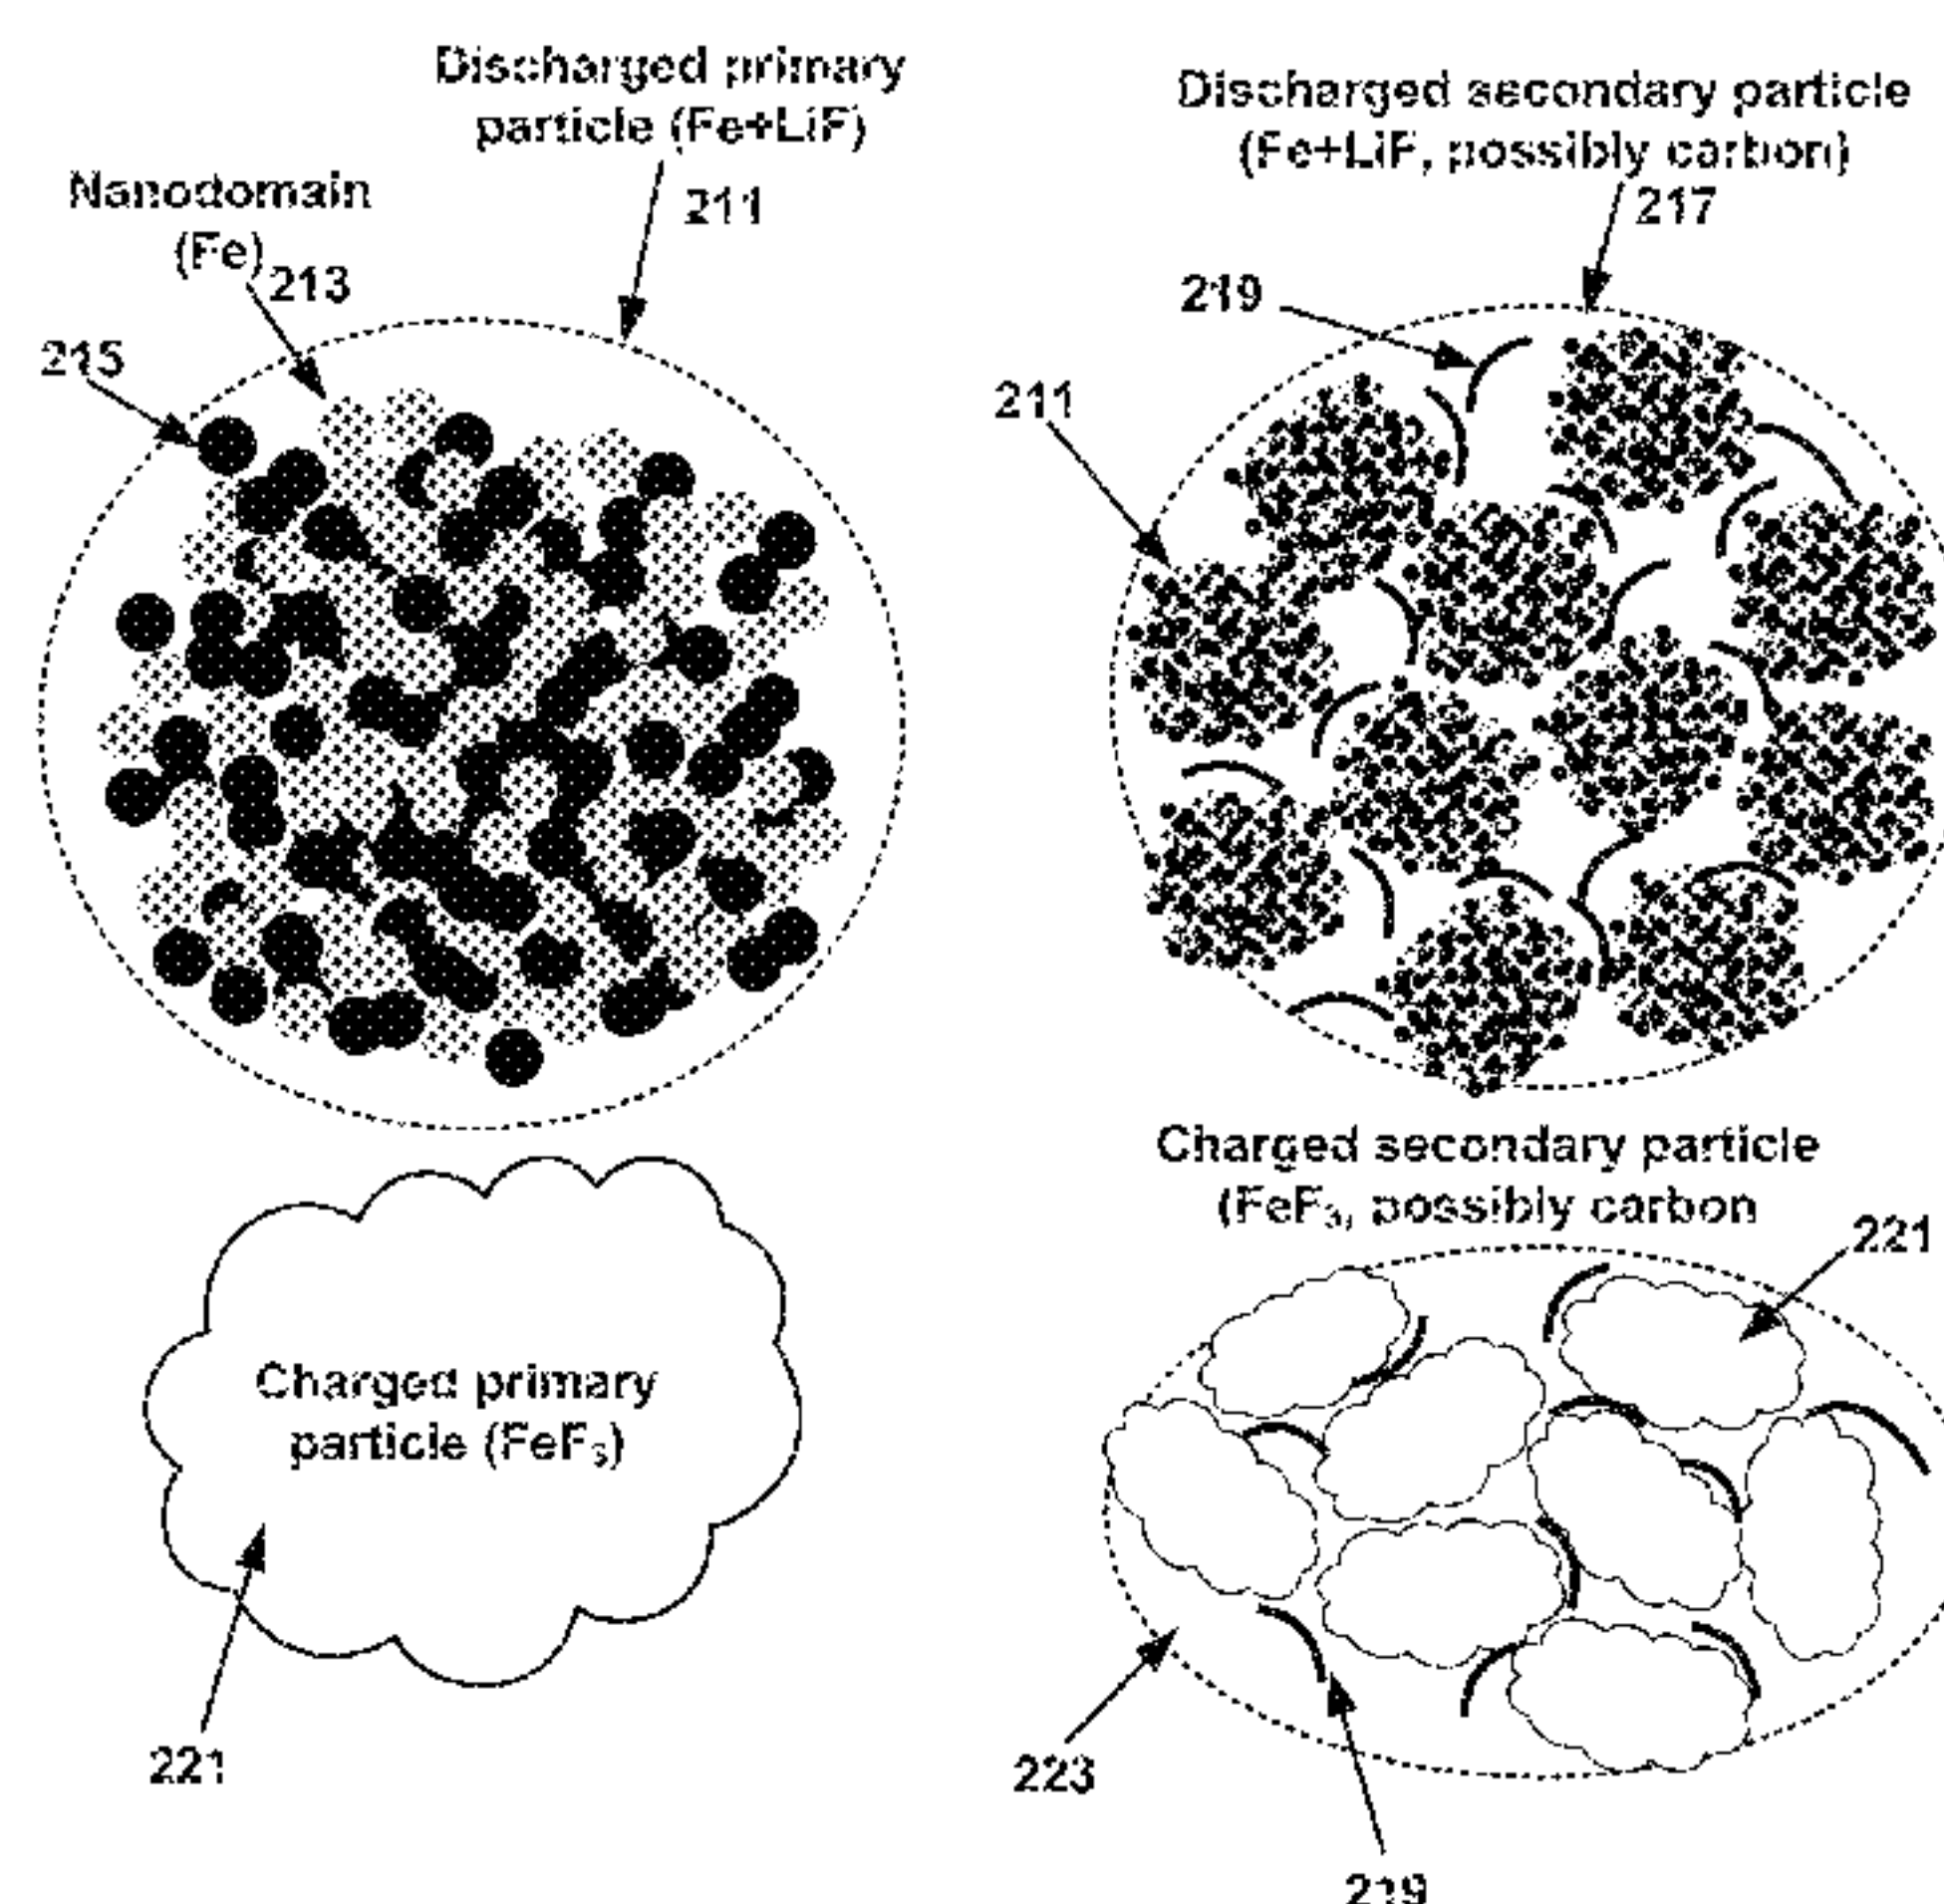 Discharged primary
particle (Fe+LiF)
211
Nanodomain
(Fe)
213
215
Discharged secondary particle
(Fe+LiF, possibly carbon)
217
219
211
Charged primary
particle (FeF₃)
221
Charged secondary particle
(FeF₃, possibly carbon
221
223
219